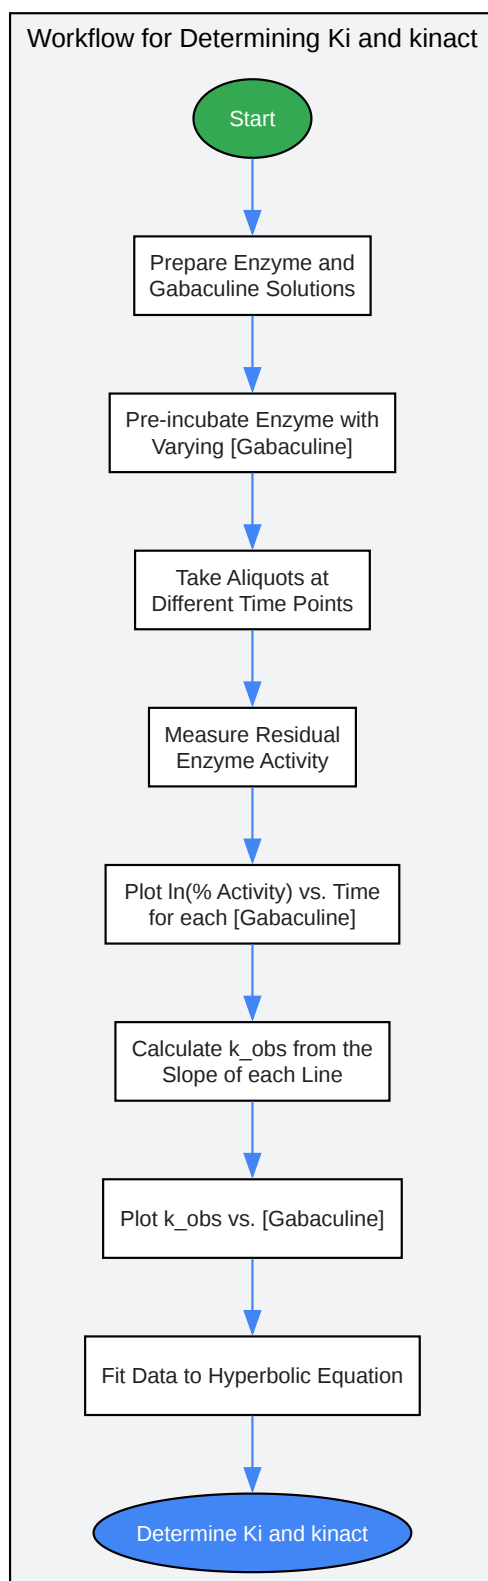 Workflow for Determining Ki and kinact
Start
Prepare Enzyme and
Gabaculine Solutions
Pre-incubate Enzyme with
Varying [Gabaculine]
Take Aliquots at
Different Time Points
Measure Residual
Enzyme Activity
Plot ln(% Activity) vs. Time
for each [Gabaculine]
Calculate k_obs from the
Slope of each Line
Plot k_obs vs. [Gabaculine]
Fit Data to Hyperbolic Equation
Determine Ki and kinact